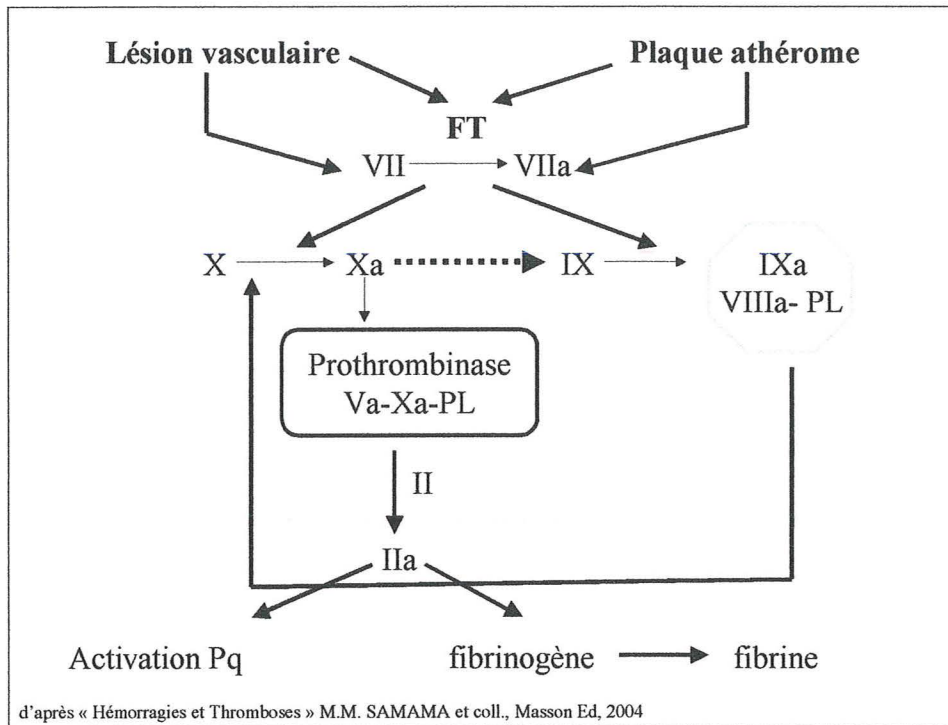 Lésion vasculaire Plaque athérome
FT
VII VIIa
X Xa IX IXa
VIIIa- PL
Prothrombinase
Va-Xa-PL
II
IIa
Activation Pq fibrinogène fibrine
d'après « Hémorragies et Thromboses » M.M. SAMAMA et coll., Masson Ed, 2004